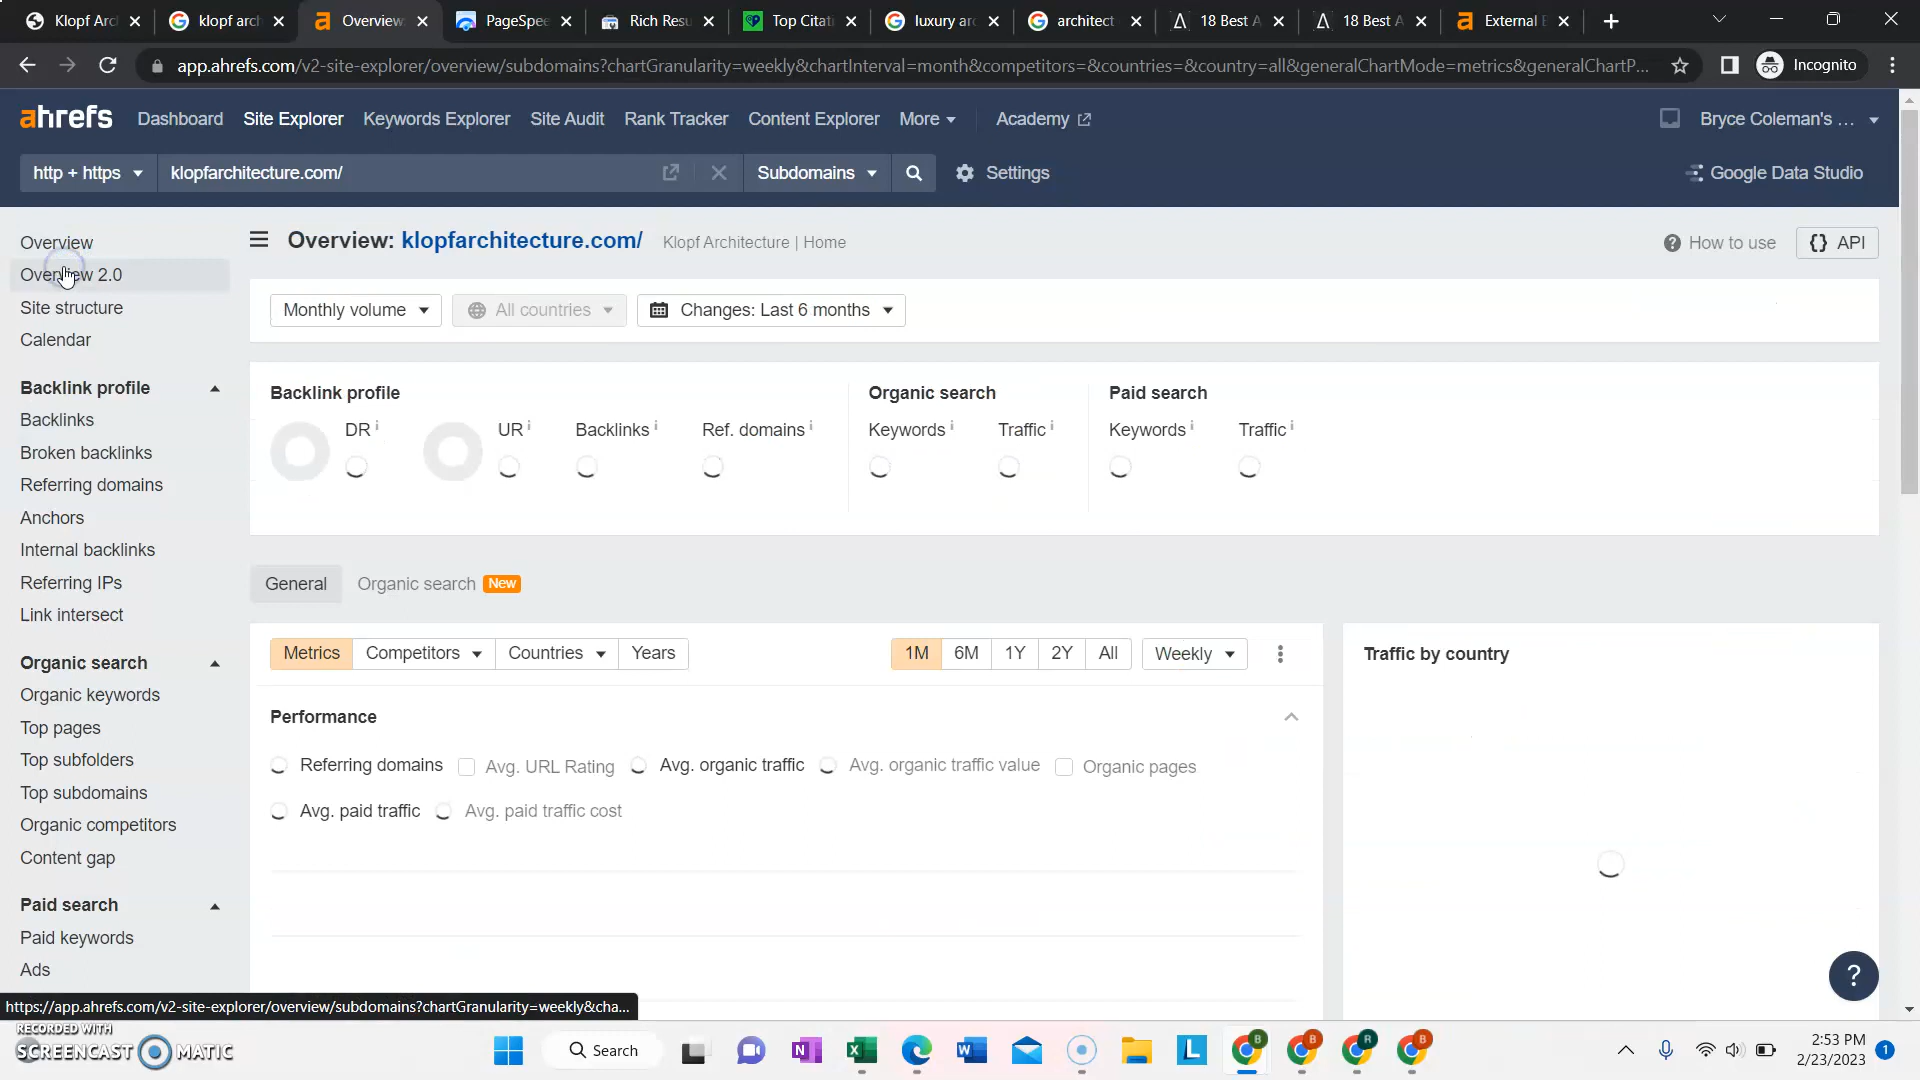 Klopf Arc
klopf arch
Overview
PageSpee
Rich Resu
Top Citati
luxury arc
architect
18 Best A
18 Best A
External B
app.ahrefs.com/v2-site-explorer/overview/subdomains?chartGranularity=weekly&chartInterval=month&competitors=&countries=&country=all&generalChartMode=metrics&generalChartP...
Incognito
ahrefs Dashboard Site Explorer Keywords Explorer Site Audit Rank Tracker Content Explorer More Academy Bryce Coleman's ...
http + https klopfarchitecture.com/ Subdomains Settings Google Data Studio
Overview
Overview 2.0
Site structure
Calendar
Backlink profile
Backlinks
Broken backlinks
Referring domains
Anchors
Internal backlinks
Referring IPs
Link intersect
Organic search
Organic keywords
Top pages
Top subfolders
Top subdomains
Organic competitors
Content gap
Paid search
Paid keywords
Ads
Overview: klopfarchitecture.com/ Klopf Architecture | Home How to use {} API
Monthly volume All countries Changes: Last 6 months
Backlink profile Organic search Paid search
DR i UR i Backlinks i Ref. domains i Keywords i Traffic i Keywords i Traffic i
General Organic search New
Metrics Competitors Countries Years 1M 6M 1Y 2Y All Weekly
Traffic by country
Performance
Referring domains Avg. URL Rating Avg. organic traffic Avg. organic traffic value Organic pages
Avg. paid traffic Avg. paid traffic cost
?
https://app.ahrefs.com/v2-site-explorer/overview/subdomains?chartGranularity=weekly&cha...
RECORDED WITH
SCREENCAST MATIC
Search
2:53 PM
2/23/2023
1